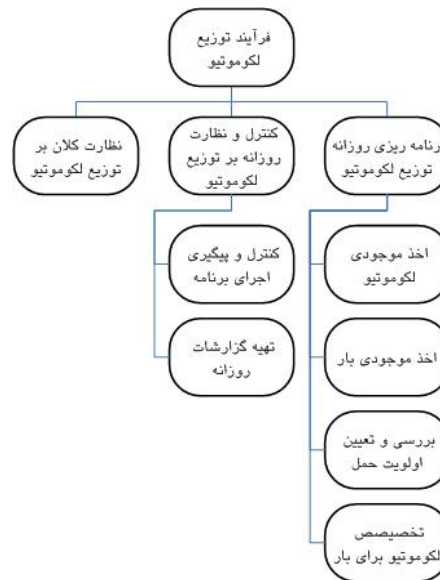 فرآیند توزیع
لکوموتیو
رنامه ریزی روزانه
توزیع لکوموتیو
کنترل و نظارت
روزانه بر توزیع
لکوموتیو
نظارت کلان بر
توزیع لکوموتیو
اخذ موجودی
لکوموتیو
اخذ موجودی بار
بررسی و تعیین
اولویت حمل
تخصیصص
لکوموتیو برای بار
کنترل و پیگیری
اجرای برنامه
تهیه گزارشات
روزانه